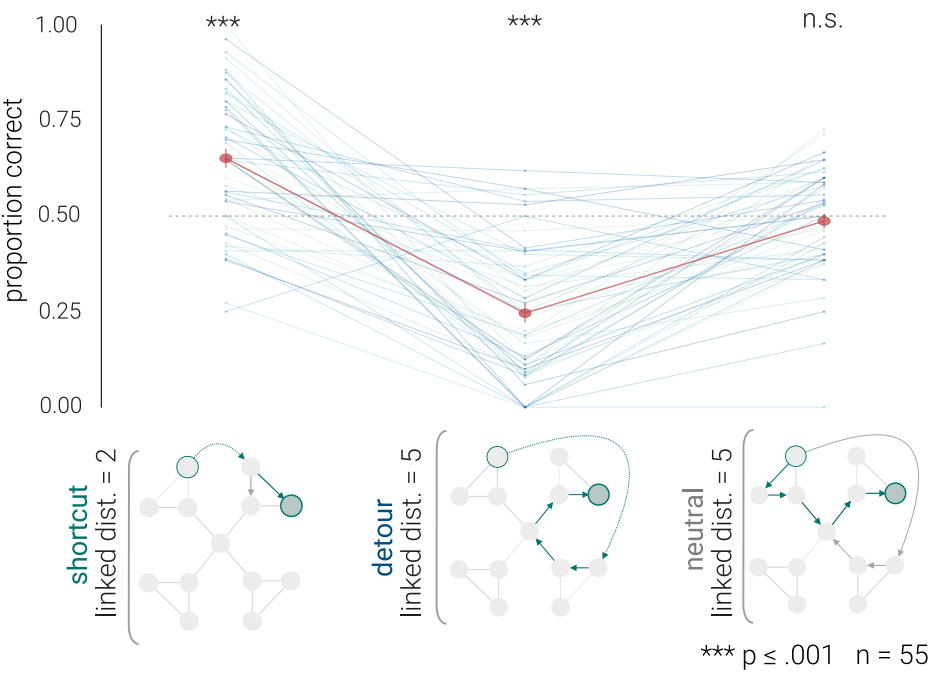 1.00
0.75
0.50
0.25
0.00
proportion correct
***
***
n.s.
shortcut
linked dist. = 2
detour
linked dist. = 5
neutral
linked dist. = 5
*** p ≤ .001 n = 55